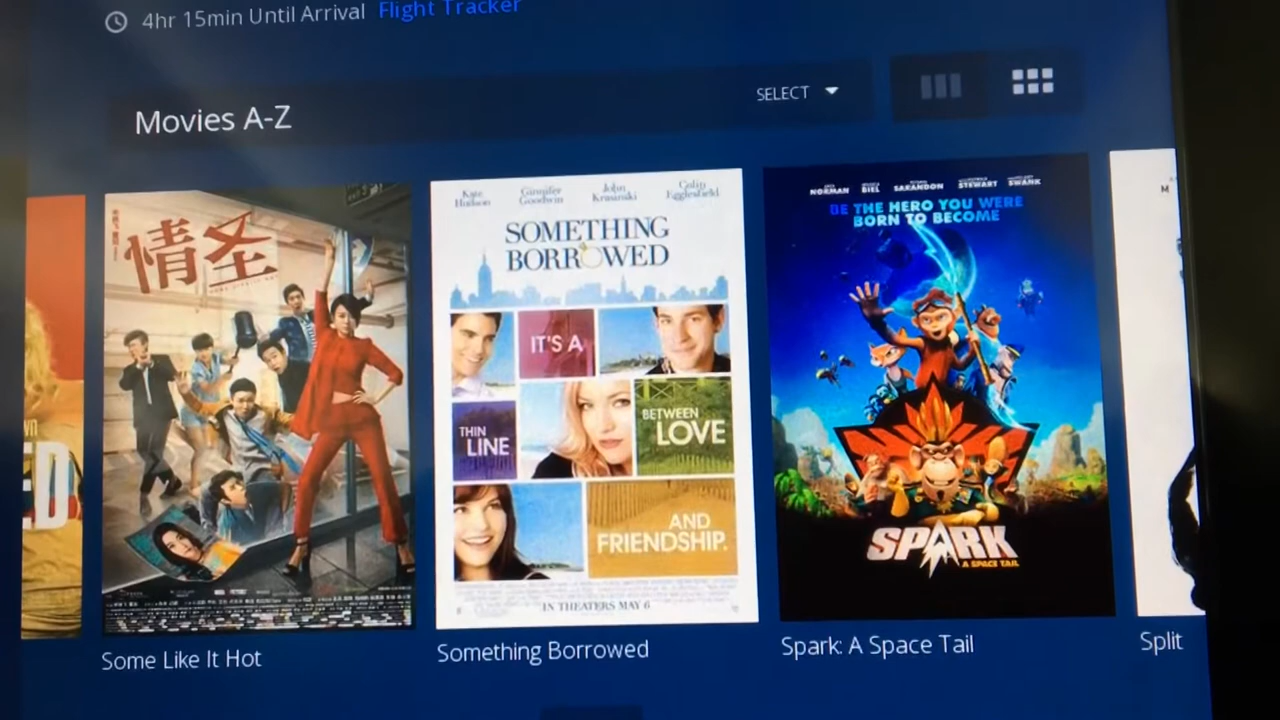 4hr 15min Until Arrival Flight Tracker
SELECT
Movies A-Z
情圣
Kate Hudson
Ginnifer Goodwin
John Krasinski
Colin Egglesfield
SOMETHING
BORROWED
IT'S A
THIN
LINE
BETWEEN
LOVE
AND
FRIENDSHIP.
IN THEATERS MAY 6
NORMAN
BIEL
SARANDON
STEWART
SWANK
BE THE HERO YOU WERE
BORN TO BECOME
SPARK
A SPACE TAIL
ED
M
Some Like It Hot
Something Borrowed
Spark: A Space Tail
Split